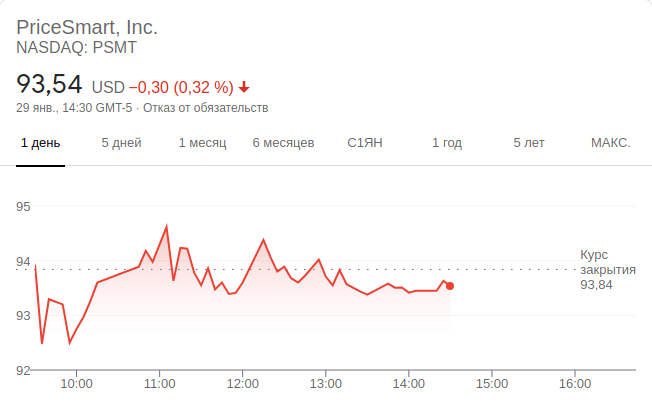 PriceSmart, Inc.
NASDAQ: PSMT
93,54 USD −0,30 (0,32 %)
29 янв., 14:30 GMT-5 · Отказ от обязательств
1 день 5 дней 1 месяц 6 месяцев С1ЯН 1 год 5 лет МАКС.
95
94
93
92
Курс
закрытия
93,84
10:00 11:00 12:00 13:00 14:00 15:00 16:00